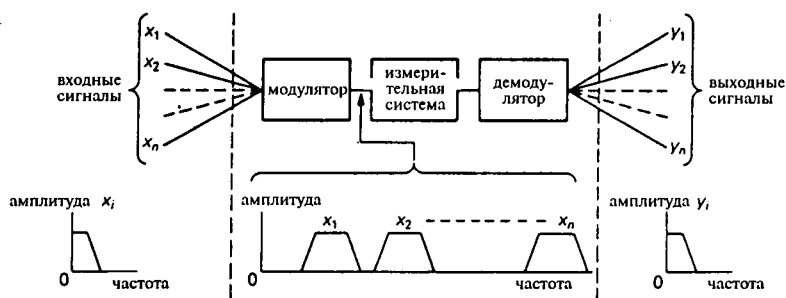 x1
x2
xn
входные
сигналы
модулятор
измери-
тельная
система
демоду-
лятор
y1
y2
yn
выходные
сигналы
амплитуда xi
0
частота
амплитуда
x1
x2
xn
0
частота
амплитуда yi
0
частота